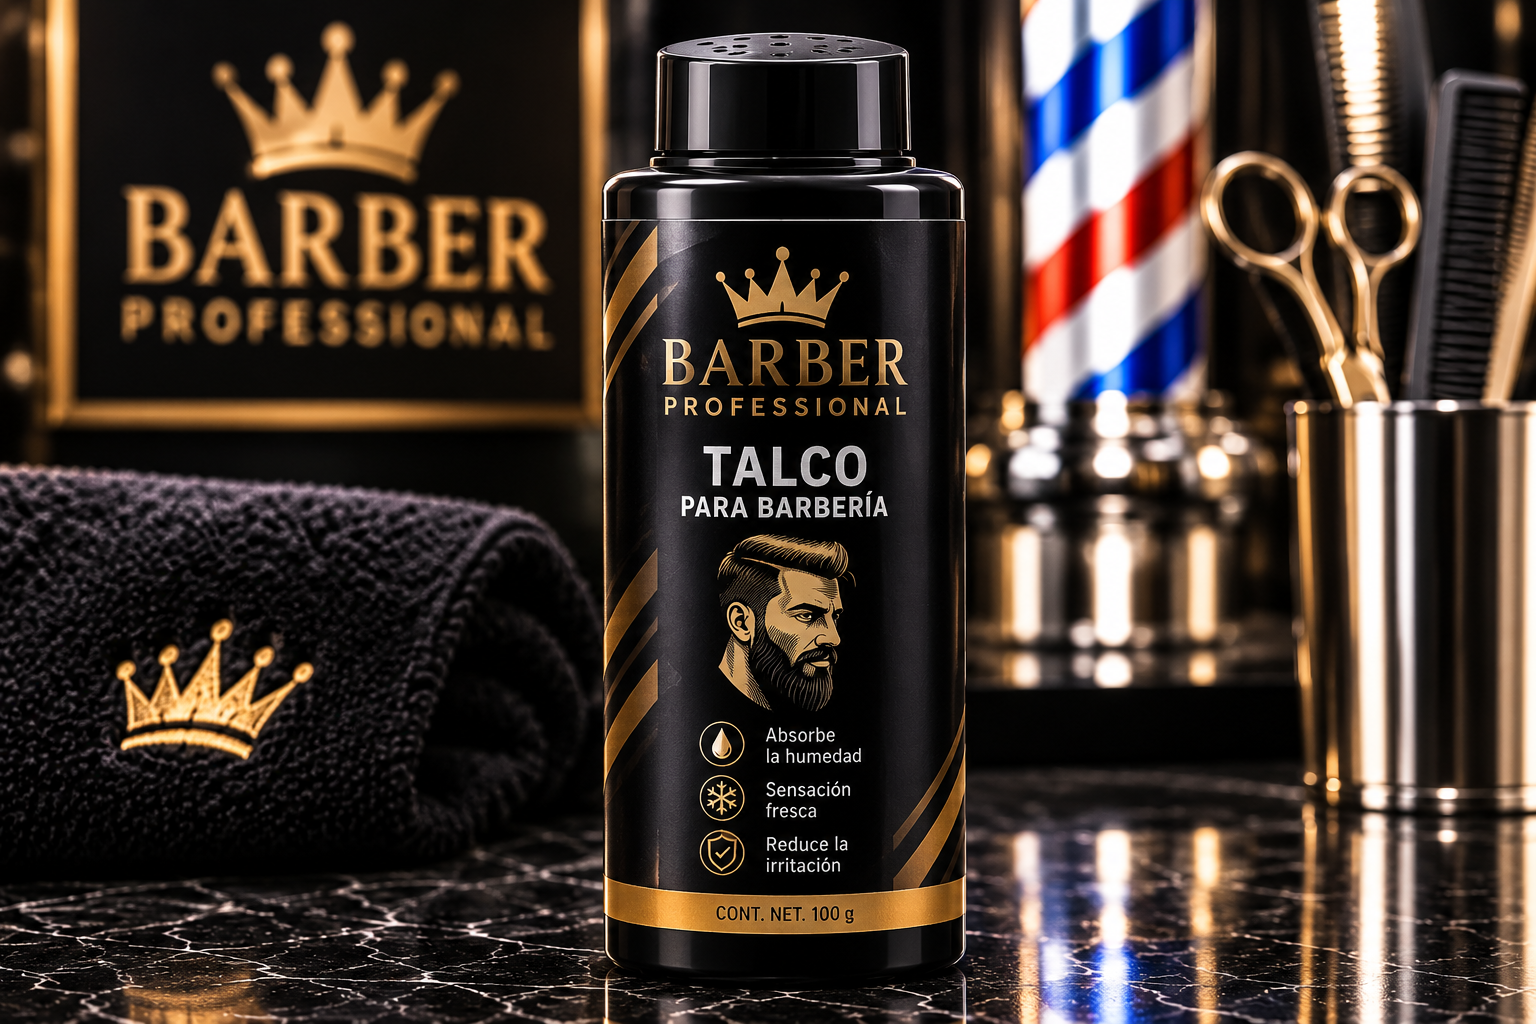 BARBER
PROFESSIONAL
BARBER
PROFESSIONAL
TALCO
PARA BARBERÍA
Absorbe
la humedad
Sensación
fresca
Reduce la
irritación
CONT. NET. 100 g